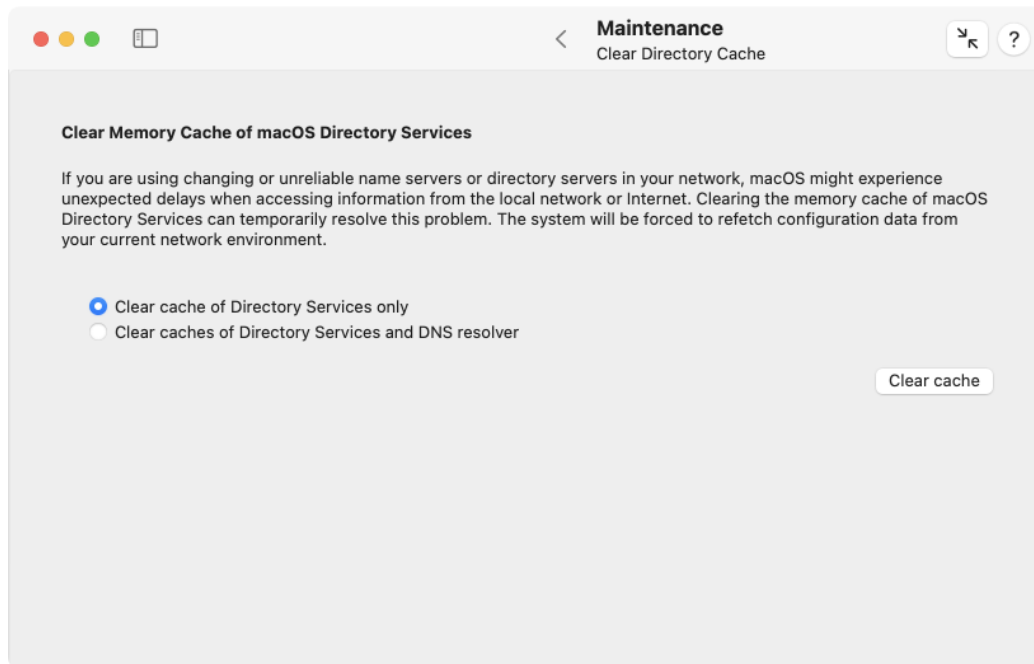 Maintenance
Clear Directory Cache
?
Clear Memory Cache of macOS Directory Services
If you are using changing or unreliable name servers or directory servers in your network, macOS might experience
unexpected delays when accessing information from the local network or Internet. Clearing the memory cache of macOS
Directory Services can temporarily resolve this problem. The system will be forced to refetch configuration data from
your current network environment.
Clear cache of Directory Services only
Clear caches of Directory Services and DNS resolver
Clear cache